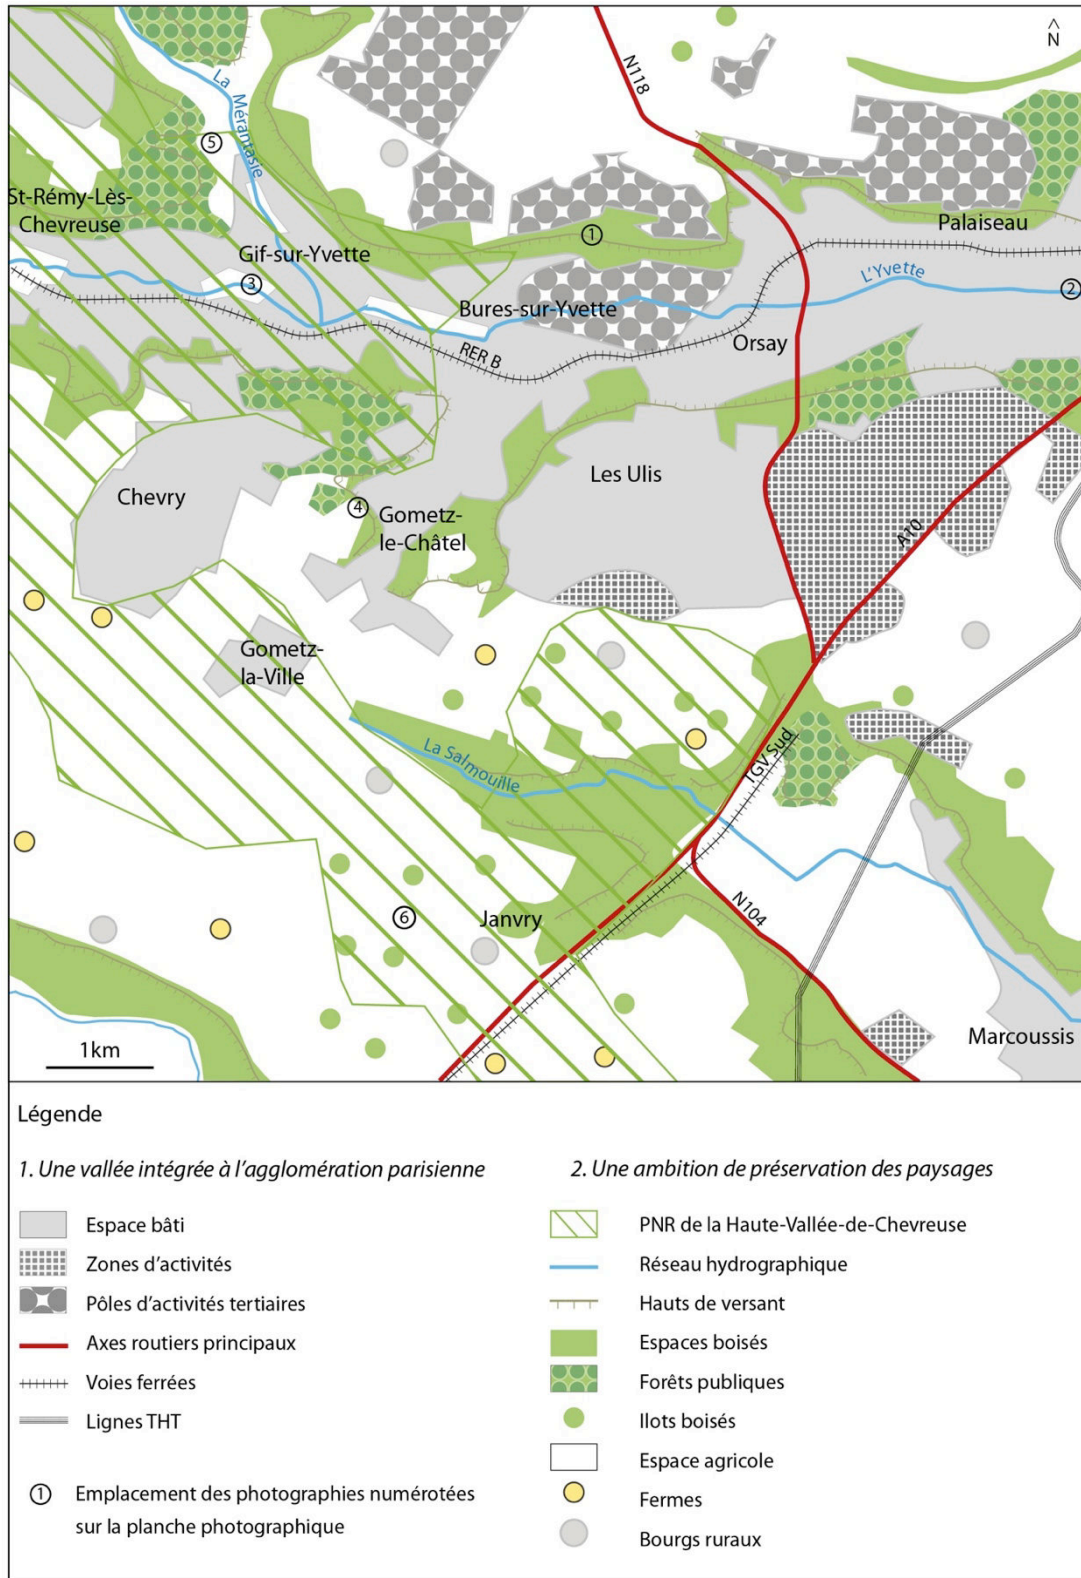 N
N118
La Mérantaise
5
St-Rémy-Lès-
Chevreuse
Palaiseau
1
Gif-sur-Yvette
3
L'Yvette
2
Bures-sur-Yvette
Orsay
RER B
Les Ulis
Chevry
4
Gometz-
le-Châtel
A10
Gometz-
la-Ville
La Salmouille
TGV Sud
6
Janvry
N104
Marcoussis
1km
Légende
1. Une vallée intégrée à l'agglomération parisienne
Espace bâti
Zones d'activités
Pôles d'activités tertiaires
Axes routiers principaux
Voies ferrées
Lignes THT
1 Emplacement des photographies numérotées
sur la planche photographique
2. Une ambition de préservation des paysages
PNR de la Haute-Vallée-de-Chevreuse
Réseau hydrographique
Hauts de versant
Espaces boisés
Forêts publiques
Ilots boisés
Espace agricole
Fermes
Bourgs ruraux